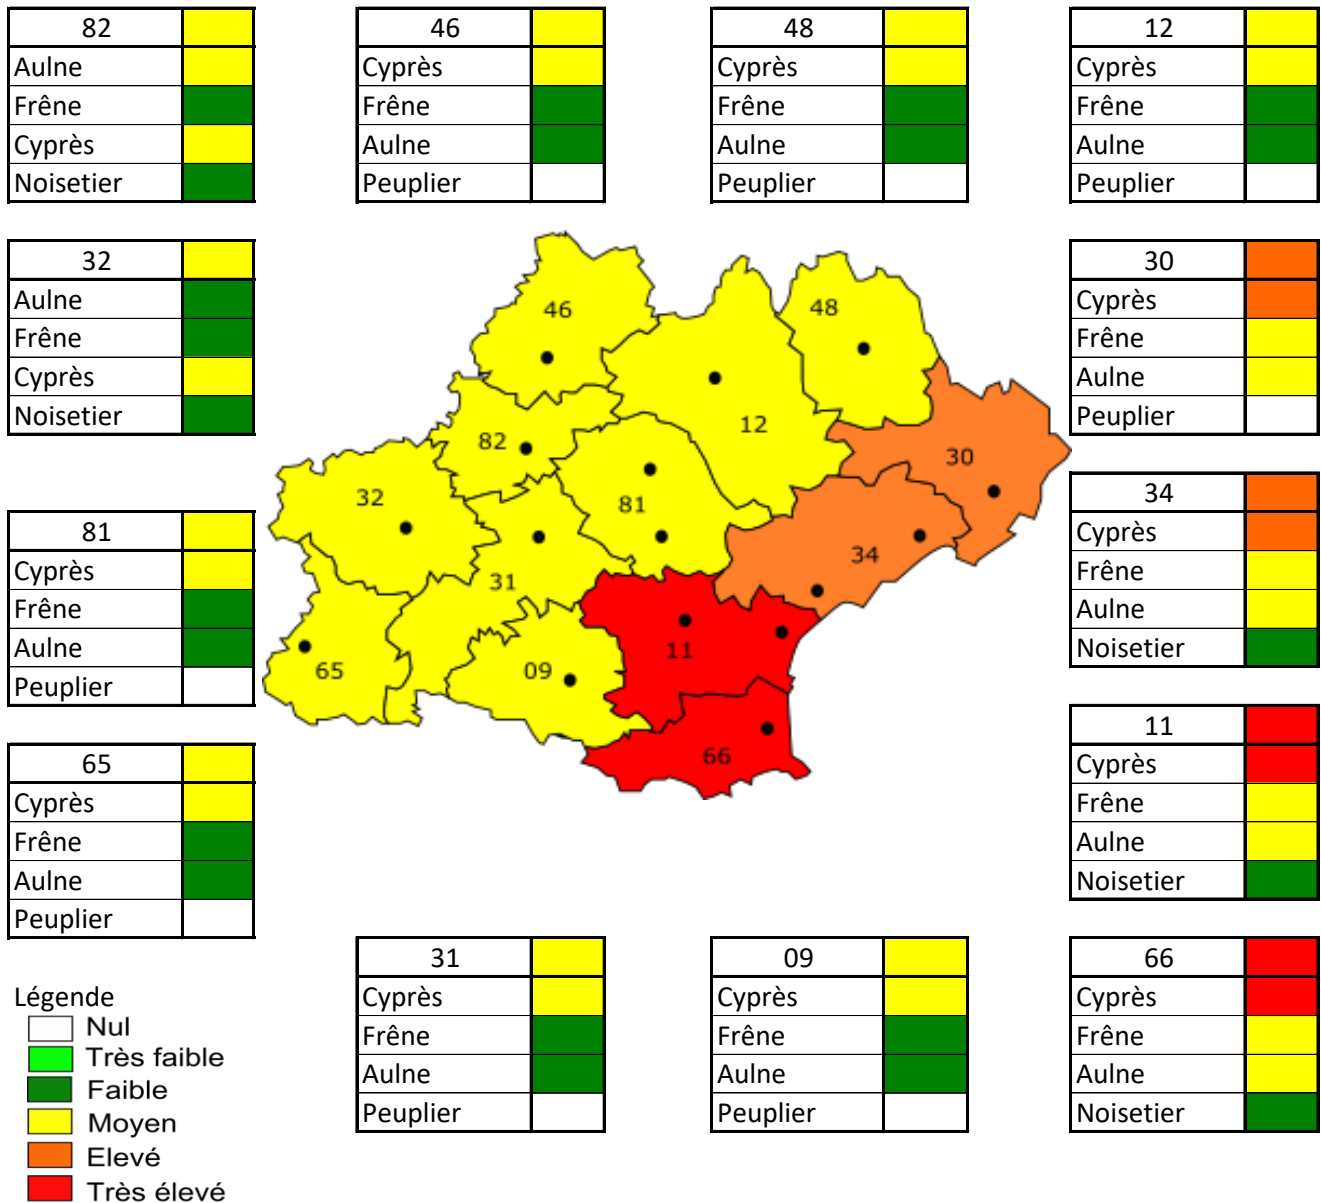 82
Aulne
Frêne
Cyprès
Noisetier
46
Cyprès
Frêne
Aulne
Peuplier
48
Cyprès
Frêne
Aulne
Peuplier
12
Cyprès
Frêne
Aulne
Peuplier
32
Aulne
Frêne
Cyprès
Noisetier
30
Cyprès
Frêne
Aulne
Peuplier
46
48
12
82
30
32
81
34
31
11
09
65
66
81
Cyprès
Frêne
Aulne
Peuplier
34
Cyprès
Frêne
Aulne
Noisetier
65
Cyprès
Frêne
Aulne
Peuplier
11
Cyprès
Frêne
Aulne
Noisetier
31
Cyprès
Frêne
Aulne
Peuplier
09
Cyprès
Frêne
Aulne
Peuplier
66
Cyprès
Frêne
Aulne
Noisetier
Légende
Nul
Très faible
Faible
Moyen
Elevé
Très élevé